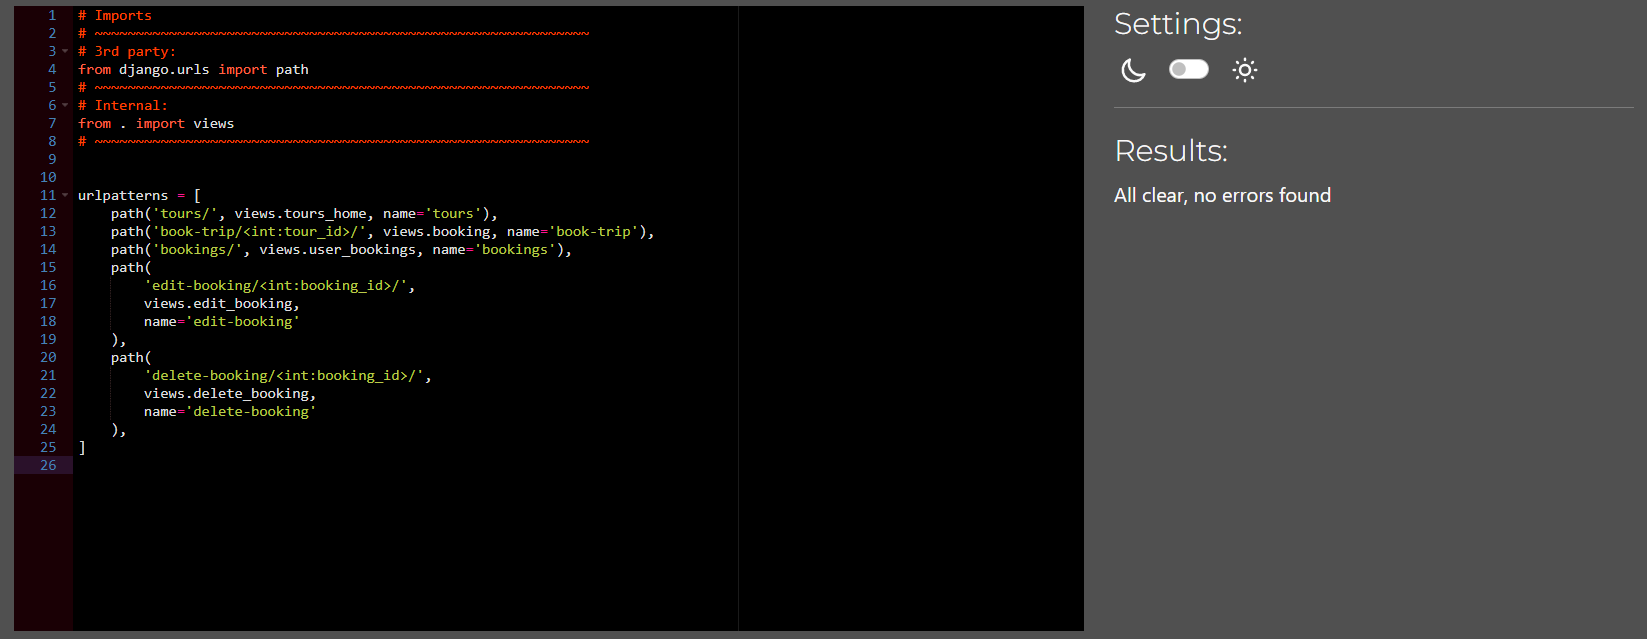 1 # Imports
2 # ~~~~~~~~~~~~~~~~~~~~~~~~~~~~~~~~~~~~~~~~~~~~~~~~~~~~~~~~~~~~
3 # 3rd party:
4 from django.urls import path
5 # ~~~~~~~~~~~~~~~~~~~~~~~~~~~~~~~~~~~~~~~~~~~~~~~~~~~~~~~~~~~~
6 # Internal:
7 from . import views
8 # ~~~~~~~~~~~~~~~~~~~~~~~~~~~~~~~~~~~~~~~~~~~~~~~~~~~~~~~~~~~~
9
10
11 urlpatterns = [
12     path('tours/', views.tours_home, name='tours'),
13     path('book-trip/<int:tour_id>/', views.booking, name='book-trip'),
14     path('bookings/', views.user_bookings, name='bookings'),
15     path(
16         'edit-booking/<int:booking_id>/',
17         views.edit_booking,
18         name='edit-booking'
19     ),
20     path(
21         'delete-booking/<int:booking_id>/',
22         views.delete_booking,
23         name='delete-booking'
24     ),
25 ]
26
Settings:
Results:
All clear, no errors found